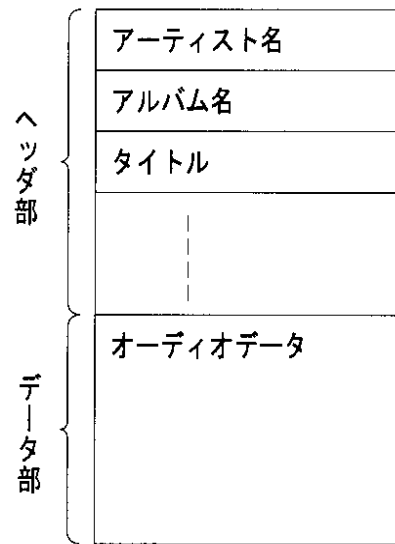 ヘッダ部
アーティスト名
アルバム名
タイトル
データ部
オーディオデータ